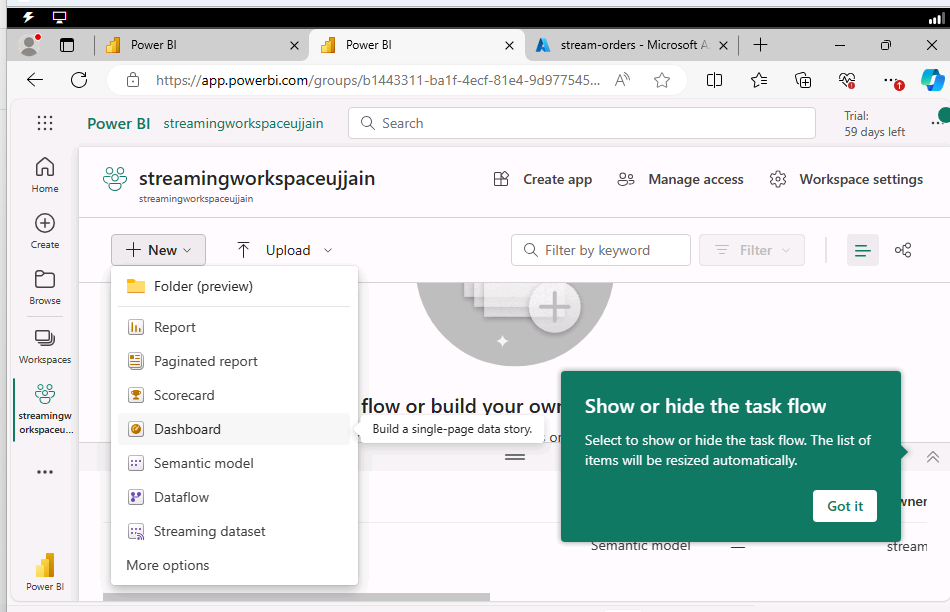 Power BI
Power BI
stream-orders - Microsoft A
https://app.powerbi.com/groups/b1443311-ba1f-4ecf-81e4-9d977545...
Power BI streamingworkspaceujjain
Search
Trial:
59 days left
Home
Create
Browse
Workspaces
streamingw
orkspaceu...
Power BI
streamingworkspaceujjain
streamingworkspaceujjain
Create app
Manage access
Workspace settings
New
Upload
Filter by keyword
Filter
Folder (preview)
Report
Paginated report
Scorecard
Dashboard
Semantic model
Dataflow
Streaming dataset
More options
Build a single-page data story.
flow or build your own
Show or hide the task flow
Select to show or hide the task flow. The list of
items will be resized automatically.
Got it
wner
Semantic model
—
stream